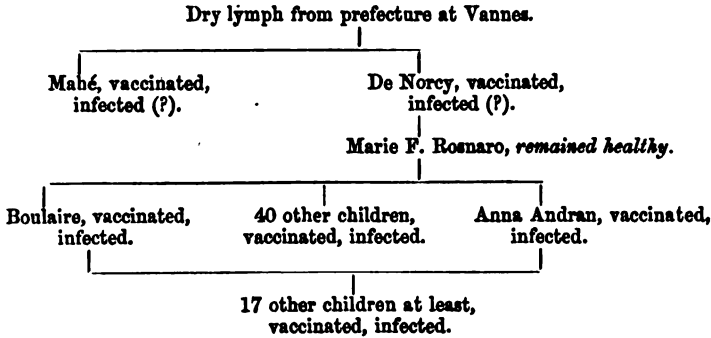 Dry lymph from prefecture at Vannes.
Mahé, vaccinated,
infected (?).
De Norcy, vaccinated,
infected (?).
Marie F. Rosnaro, remained healthy.
Boulaire, vaccinated,
infected.
40 other children,
vaccinated, infected.
Anna Andran, vaccinated,
infected.
17 other children at least,
vaccinated, infected.